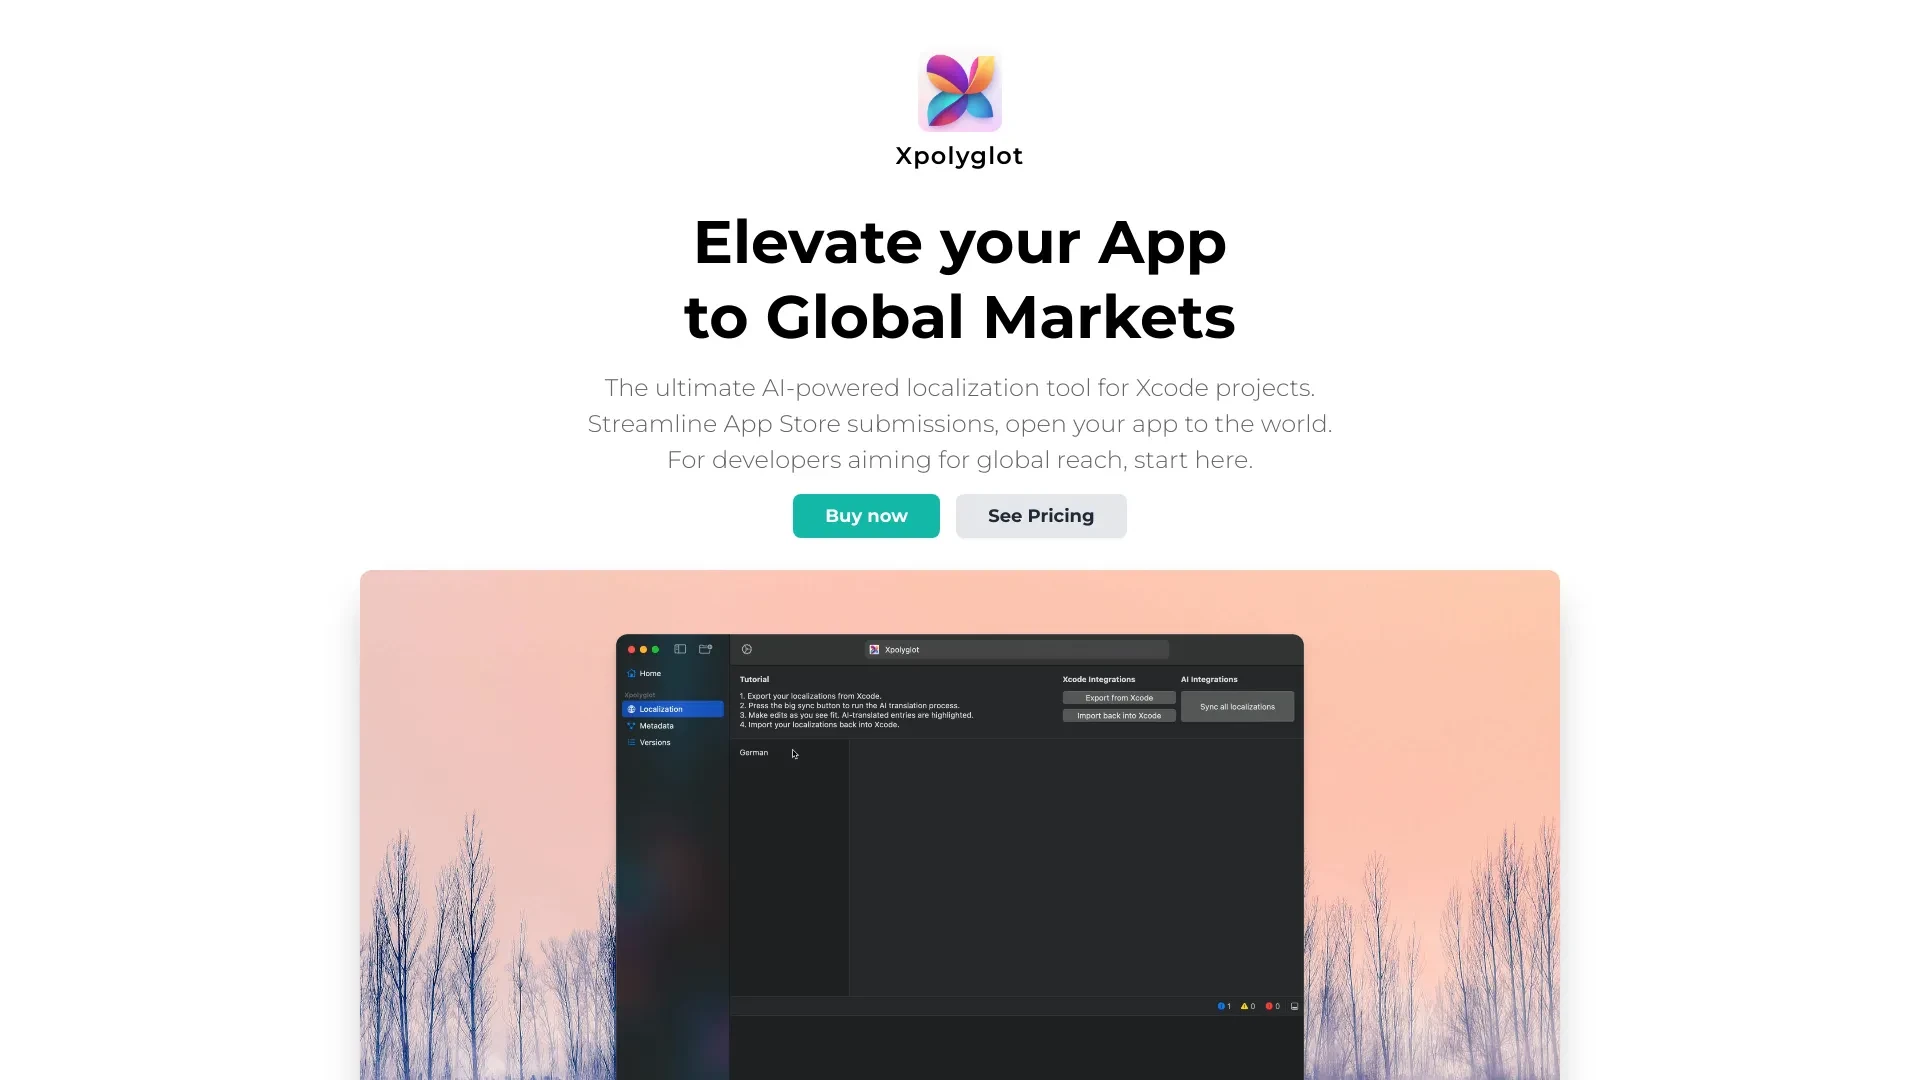 Xpolyglot
Elevate your App
to Global Markets
The ultimate AI-powered localization tool for Xcode projects.
Streamline App Store submissions, open your app to the world.
For developers aiming for global reach, start here.
Buy now
See Pricing
Xpolyglot
Home
Xpolyglot
Localization
Metadata
Versions
Tutorial
1. Export your localizations from Xcode.
2. Press the big sync button to run the AI translation process.
3. Make edits as you see fit. AI-translated entries are highlighted.
4. Import your localizations back into Xcode.
Xcode Integrations
Export from Xcode
Import back into Xcode
AI Integrations
Sync all localizations
German
1
0
0